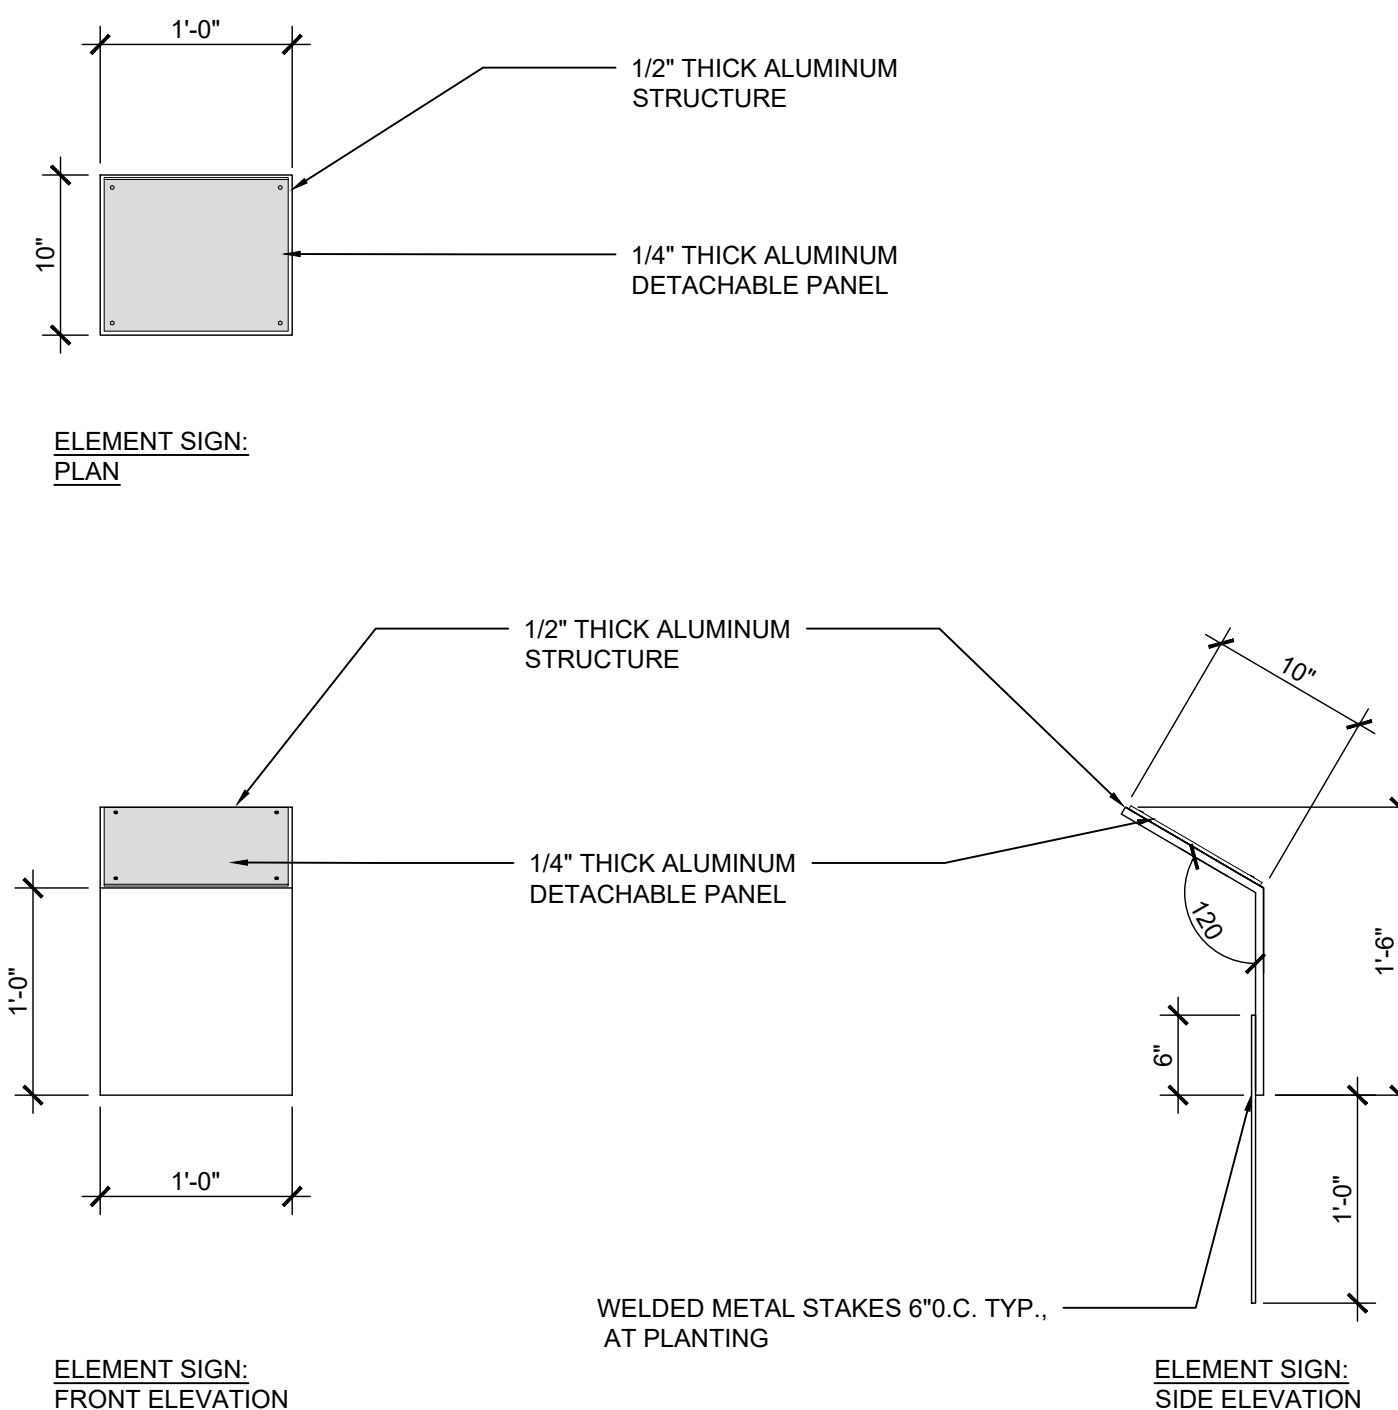 1'-0"
1/2" THICK ALUMINUM
STRUCTURE
10"
1/4" THICK ALUMINUM
DETACHABLE PANEL
ELEMENT SIGN:
PLAN
1/2" THICK ALUMINUM
STRUCTURE
10"
1/4" THICK ALUMINUM
DETACHABLE PANEL
120
1'-0"
1'-6"
6"
1'-0"
1'-0"
WELDED METAL STAKES 6"0.C. TYP.,
AT PLANTING
ELEMENT SIGN:
FRONT ELEVATION
ELEMENT SIGN:
SIDE ELEVATION